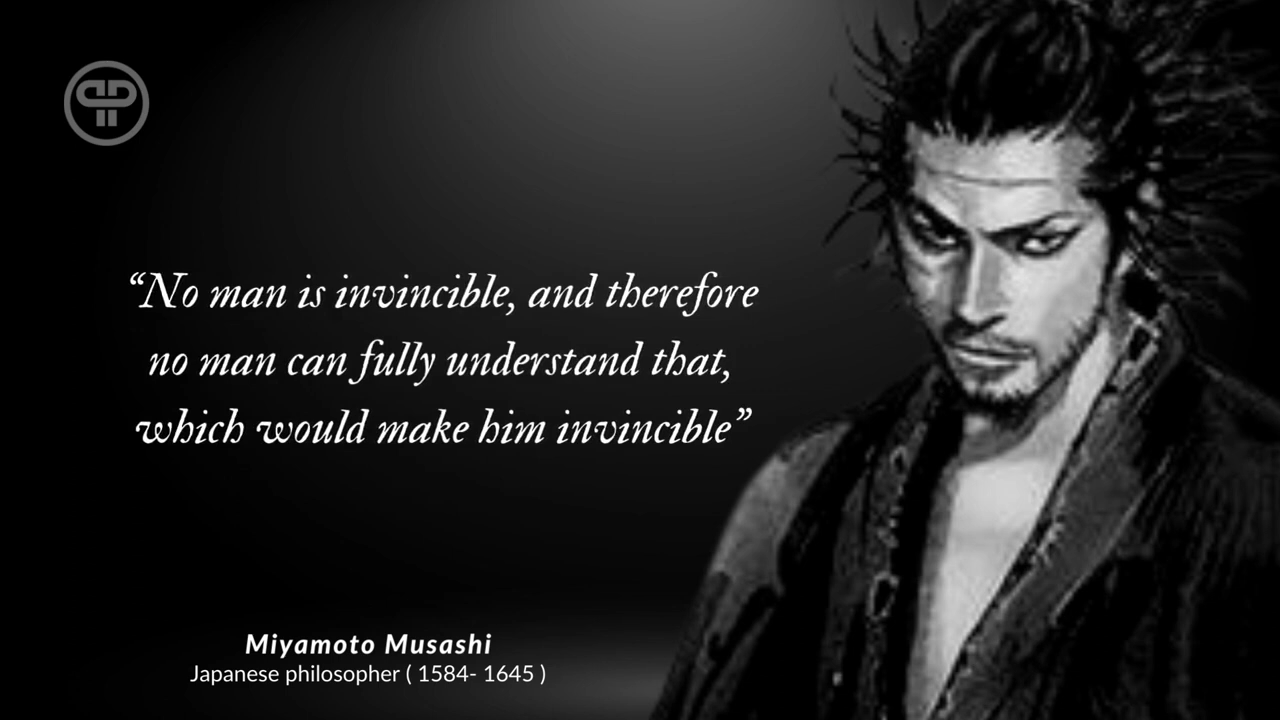 “No man is invincible, and therefore
no man can fully understand that,
which would make him invincible”
Miyamoto Musashi
Japanese philosopher ( 1584- 1645 )